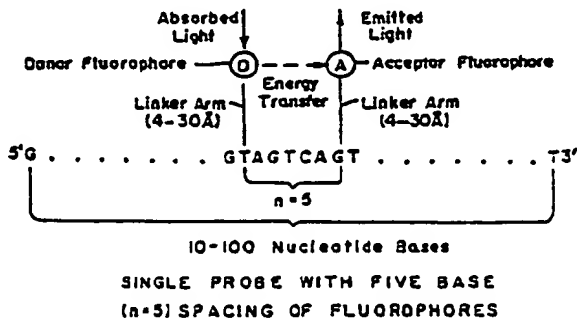 Absorbed Light
Emitted Light
Donor Fluorophore
D
A
Acceptor Fluorophore
Energy Transfer
Linker Arm (4-30Å)
Linker Arm (4-30Å)
5'G . . . . . . . . GTAGTCAGT . . . . . . . . T3'
n=5
10-100 Nucleotide Bases
SINGLE PROBE WITH FIVE BASE
(n=5) SPACING OF FLUOROPHORES